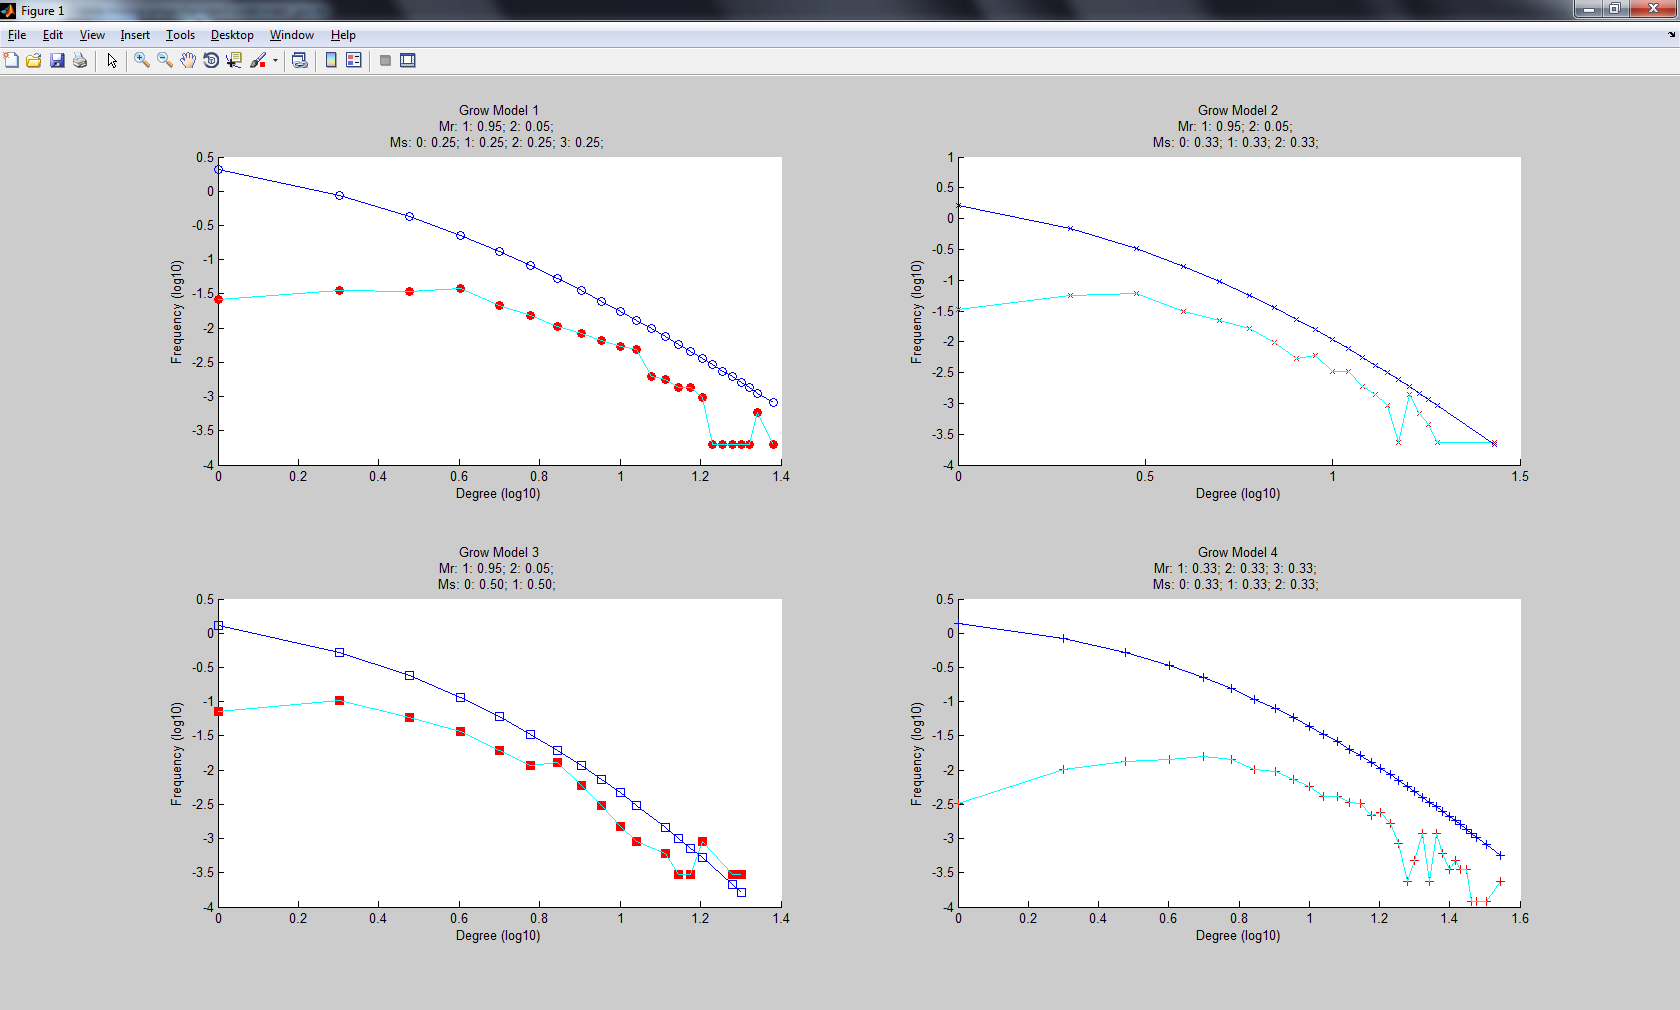 Figure 1
File Edit View Insert Tools Desktop Window Help
Grow Model 1
Mr: 1: 0.95; 2: 0.05;
Ms: 0: 0.25; 1: 0.25; 2: 0.25; 3: 0.25;
0.5
0
-0.5
-1
-1.5
-2
-2.5
-3
-3.5
-4
Frequency (log10)
0 0.2 0.4 0.6 0.8 1 1.2 1.4
Degree (log10)
Grow Model 2
Mr: 1: 0.95; 2: 0.05;
Ms: 0: 0.33; 1: 0.33; 2: 0.33;
1
0.5
0
-0.5
-1
-1.5
-2
-2.5
-3
-3.5
-4
Frequency (log10)
0 0.5 1 1.5
Degree (log10)
Grow Model 3
Mr: 1: 0.95; 2: 0.05;
Ms: 0: 0.50; 1: 0.50;
0.5
0
-0.5
-1
-1.5
-2
-2.5
-3
-3.5
-4
Frequency (log10)
0 0.2 0.4 0.6 0.8 1 1.2 1.4
Degree (log10)
Grow Model 4
Mr: 1: 0.33; 2: 0.33; 3: 0.33;
Ms: 0: 0.33; 1: 0.33; 2: 0.33;
0.5
0
-0.5
-1
-1.5
-2
-2.5
-3
-3.5
-4
Frequency (log10)
0 0.2 0.4 0.6 0.8 1 1.2 1.4 1.6
Degree (log10)